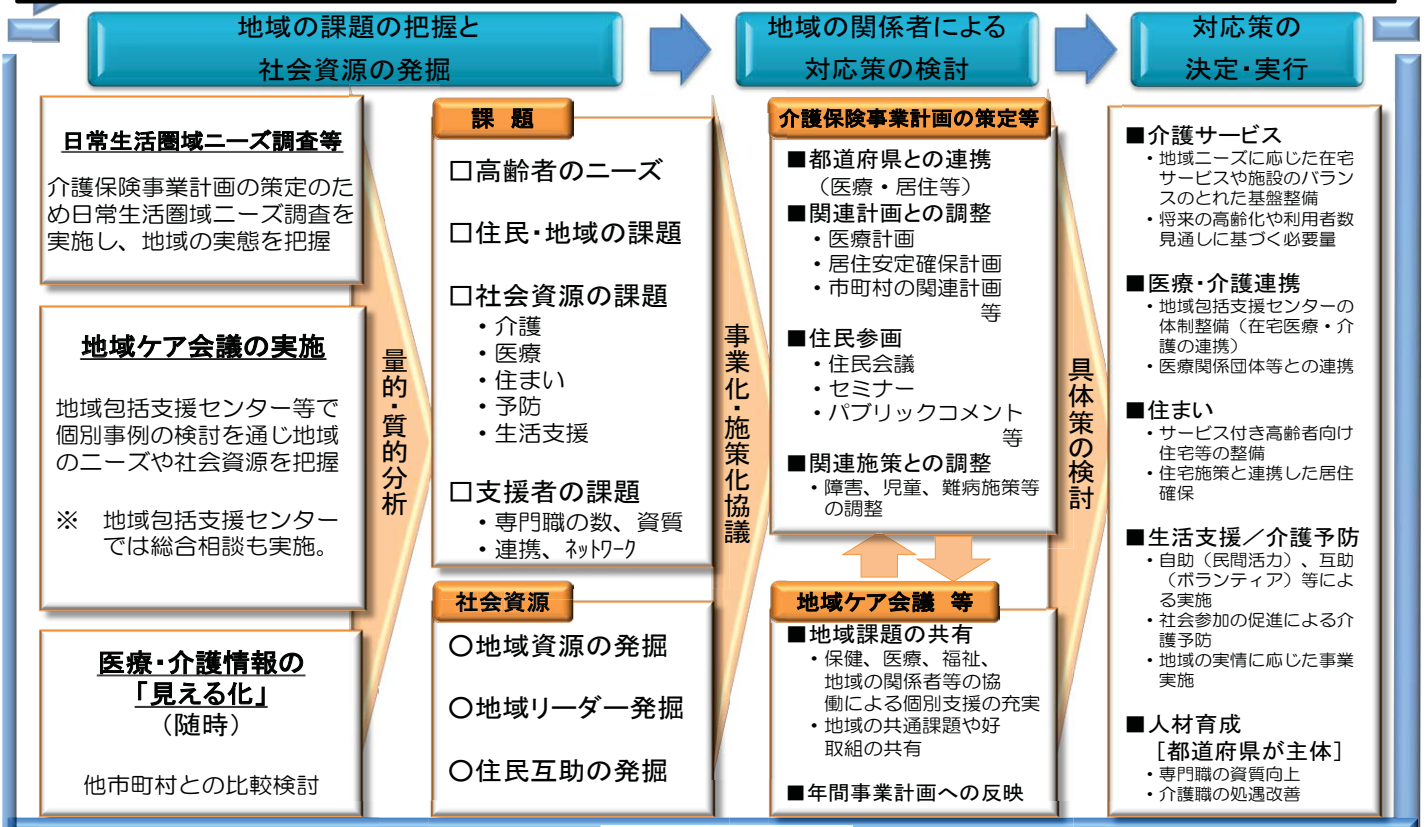 地域の課題の把握と
社会資源の発掘
地域の関係者による
対応策の検討
対応策の
決定・実行
日常生活圏域ニーズ調査等
介護保険事業計画の策定のた
め日常生活圏域ニーズ調査を
実施し、地域の実態を把握
地域ケア会議の実施
地域包括支援センター等で
個別事例の検討を通じ地域
のニーズや社会資源を把握
※ 地域包括支援センター
では総合相談も実施。
医療・介護情報の
「見える化」
（随時）
他市町村との比較検討
量的・質的分析
課 題
□高齢者のニーズ
□住民・地域の課題
□社会資源の課題
・介護
・医療
・住まい
・予防
・生活支援
□支援者の課題
・専門職の数、資質
・連携、ﾈｯﾄﾜｰｸ
社会資源
○地域資源の発掘
○地域リーダー発掘
○住民互助の発掘
事業化・施策化協議
介護保険事業計画の策定等
■都道府県との連携
（医療・居住等）
■関連計画との調整
・医療計画
・居住安定確保計画
・市町村の関連計画
等
■住民参画
・住民会議
・セミナー
・パブリックコメント
等
■関連施策との調整
・障害、児童、難病施策等
の調整
地域ケア会議 等
■地域課題の共有
・保健、医療、福祉、
地域の関係者等の協
働による個別支援の充実
・地域の共通課題や好
取組の共有
■年間事業計画への反映
具体策の検討
■介護サービス
・地域ニーズに応じた在宅
サービスや施設のバラン
スのとれた基盤整備
・将来の高齢化や利用者数
見通しに基づく必要量
■医療・介護連携
・地域包括支援センターの
体制整備（在宅医療・介
護の連携）
・医療関係団体等との連携
■住まい
・サービス付き高齢者向け
住宅等の整備
・住宅施策と連携した居住
確保
■生活支援／介護予防
・自助（民間活力）、互助
（ボランティア）等によ
る実施
・社会参加の促進による介
護予防
・地域の実情に応じた事業
実施
■人材育成
［都道府県が主体］
・専門職の資質向上
・介護職の処遇改善